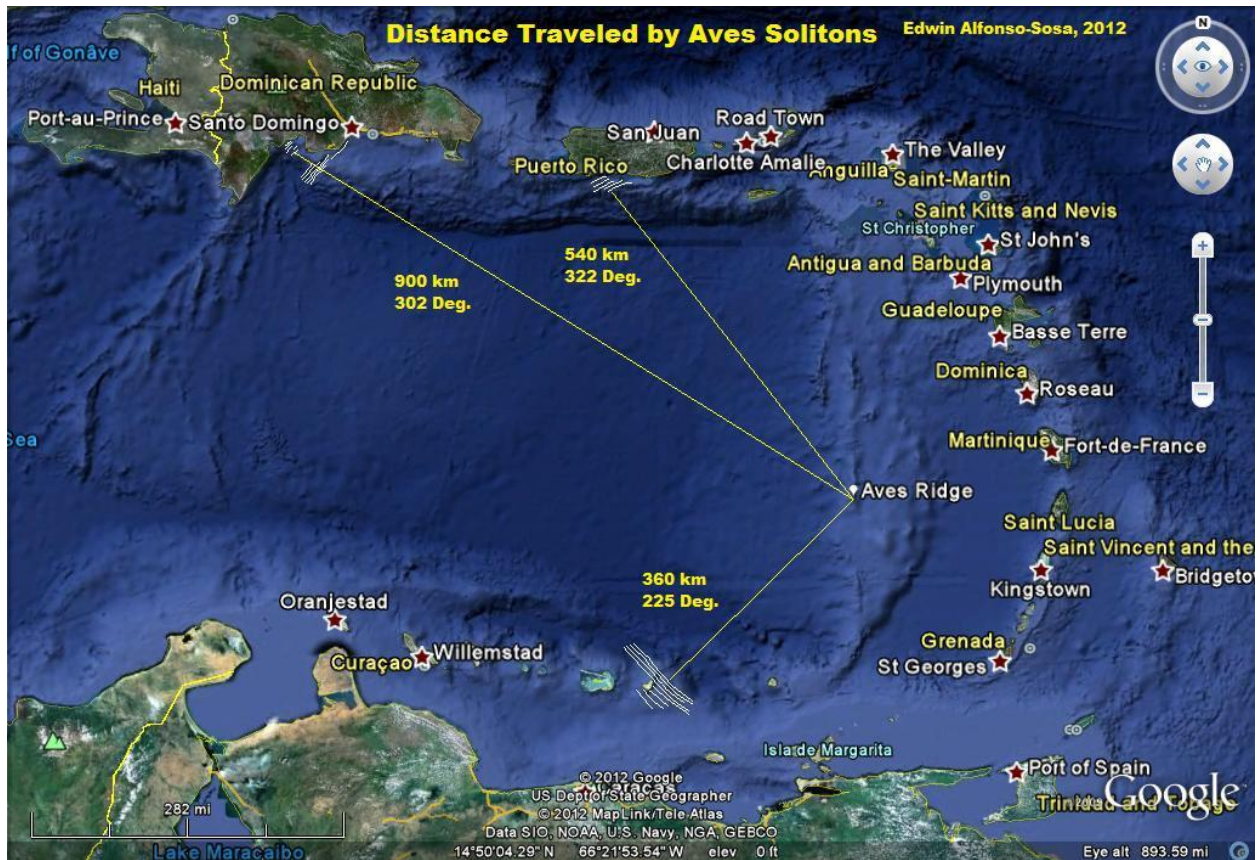 Distance Traveled by Aves Solitons
Edwin Alfonso-Sosa, 2012
N
lf of Gonâve
Haiti
Dominican Republic
Port-au-Prince
Santo Domingo
San Juan
Road Town
Charlotte Amalie
The Valley
Puerto Rico
Anguilla
Saint-Martin
Saint Kitts and Nevis
St Christopher
St John's
540 km
322 Deg.
Antigua and Barbuda
Plymouth
900 km
302 Deg.
Guadeloupe
Basse Terre
Dominica
Roseau
Sea
Martinique
Fort-de-France
Aves Ridge
Saint Lucia
Saint Vincent and the
360 km
225 Deg.
Kingstown
Bridgetow
Oranjestad
Grenada
Curaçao
Willemstad
St Georges
Isla de Margarita
Port of Spain
© 2012 Google
Caracas
US Dept of State Geographer
© 2012 MapLink/Tele Atlas
Data SIO, NOAA, U.S. Navy, NGA, GEBCO
Google
Trinidad and Tobago
282 mi
Lake Maracaibo
14°50'04.29" N 66°21'53.54" W elev 0 ft
Eye alt 893.59 mi